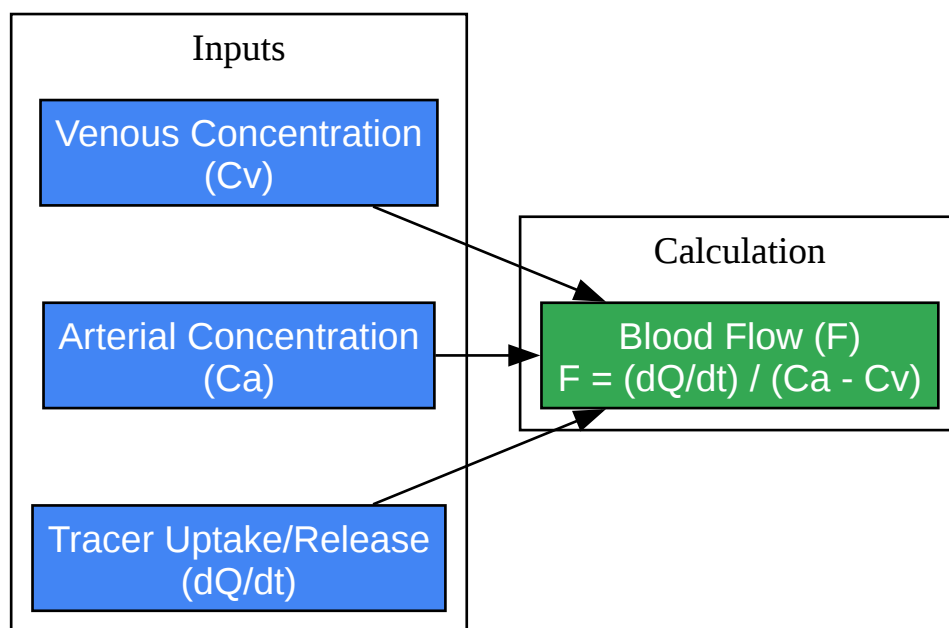 Inputs
Venous Concentration
(Cv)
Arterial Concentration
(Ca)
Tracer Uptake/Release
(dQ/dt)
Calculation
Blood Flow (F)
F = (dQ/dt) / (Ca - Cv)